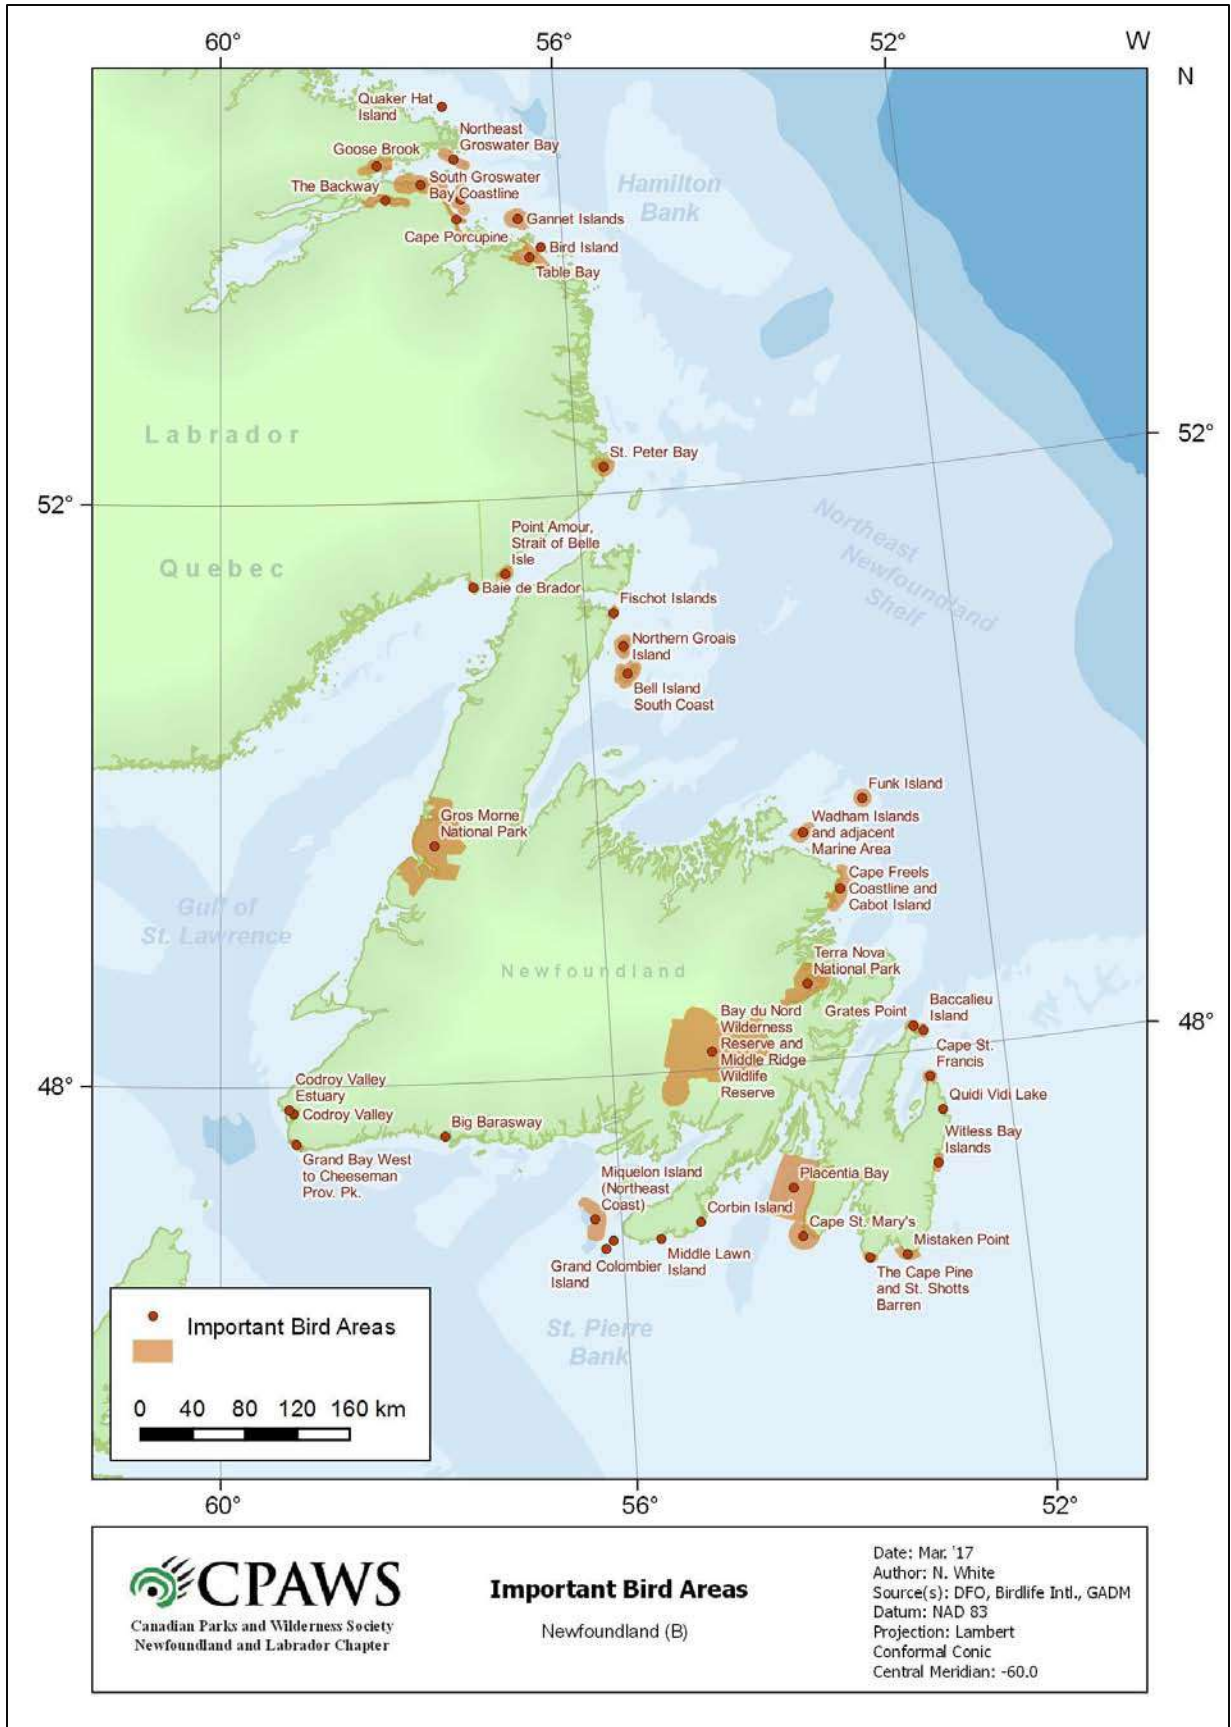 60°
56°
52°
W
N
Quaker Hat
Island
Northeast
Groswater Bay
Goose Brook
South Groswater
Bay Coastline
The Backway
Gannet Islands
Cape Porcupine
Bird Island
Table Bay
Hamilton
Bank
Labrador
52°
St. Peter Bay
52°
Point Amour,
Strait of Belle
Isle
Quebec
Baie de Brador
Northeast
Newfoundland
Shelf
Fischot Islands
Northern Groais
Island
Bell Island
South Coast
Funk Island
Gros Morne
National Park
Wadham Islands
and adjacent
Marine Area
Cape Freels
Coastline and
Cabot Island
Gulf of
St. Lawrence
Newfoundland
Terra Nova
National Park
Grates Point
Baccalieu
Island
Bay du Nord
Wilderness
Reserve and
Middle Ridge
Wildlife
Reserve
48°
Cape St.
Francis
48°
Codroy Valley
Estuary
Codroy Valley
Quidi Vidi Lake
Big Barasway
Witless Bay
Islands
Grand Bay West
to Cheeseman
Prov. Pk.
Miquelon Island
(Northeast
Coast)
Placentia Bay
Corbin Island
Cape St. Mary's
Mistaken Point
Middle Lawn
Island
Grand Colombier
Island
The Cape Pine
and St. Shotts
Barren
St. Pierre
Bank
Important Bird Areas
0 40 80 120 160 km
60°
56°
52°
CPAWS
Canadian Parks and Wilderness Society
Newfoundland and Labrador Chapter
Important Bird Areas
Newfoundland (B)
Date: Mar. '17
Author: N. White
Source(s): DFO, Birdlife Intl., GADM
Datum: NAD 83
Projection: Lambert
Conformal Conic
Central Meridian: -60.0